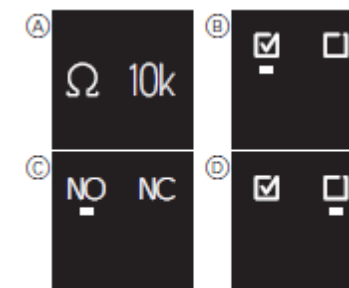 Ⓐ Ω 10k
Ⓑ ☑ ☐
Ⓒ NO NC
Ⓓ ☑ ☐